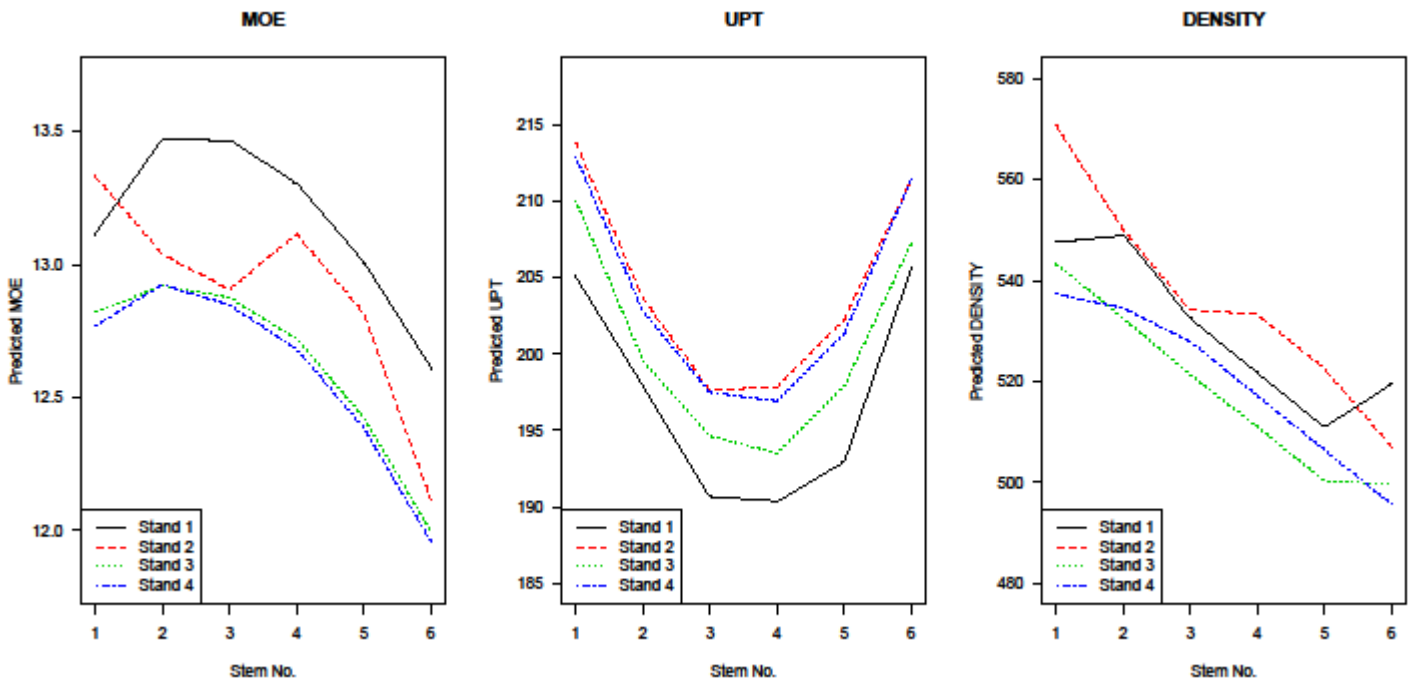 MOE
Predicted MOE
13.5
13.0
12.5
12.0
Stand 1
Stand 2
Stand 3
Stand 4
1 2 3 4 5 6
Stem No.
UPT
Predicted UPT
215
210
205
200
195
190
185
Stand 1
Stand 2
Stand 3
Stand 4
1 2 3 4 5 6
Stem No.
DENSITY
Predicted DENSITY
580
560
540
520
500
480
Stand 1
Stand 2
Stand 3
Stand 4
1 2 3 4 5 6
Stem No.